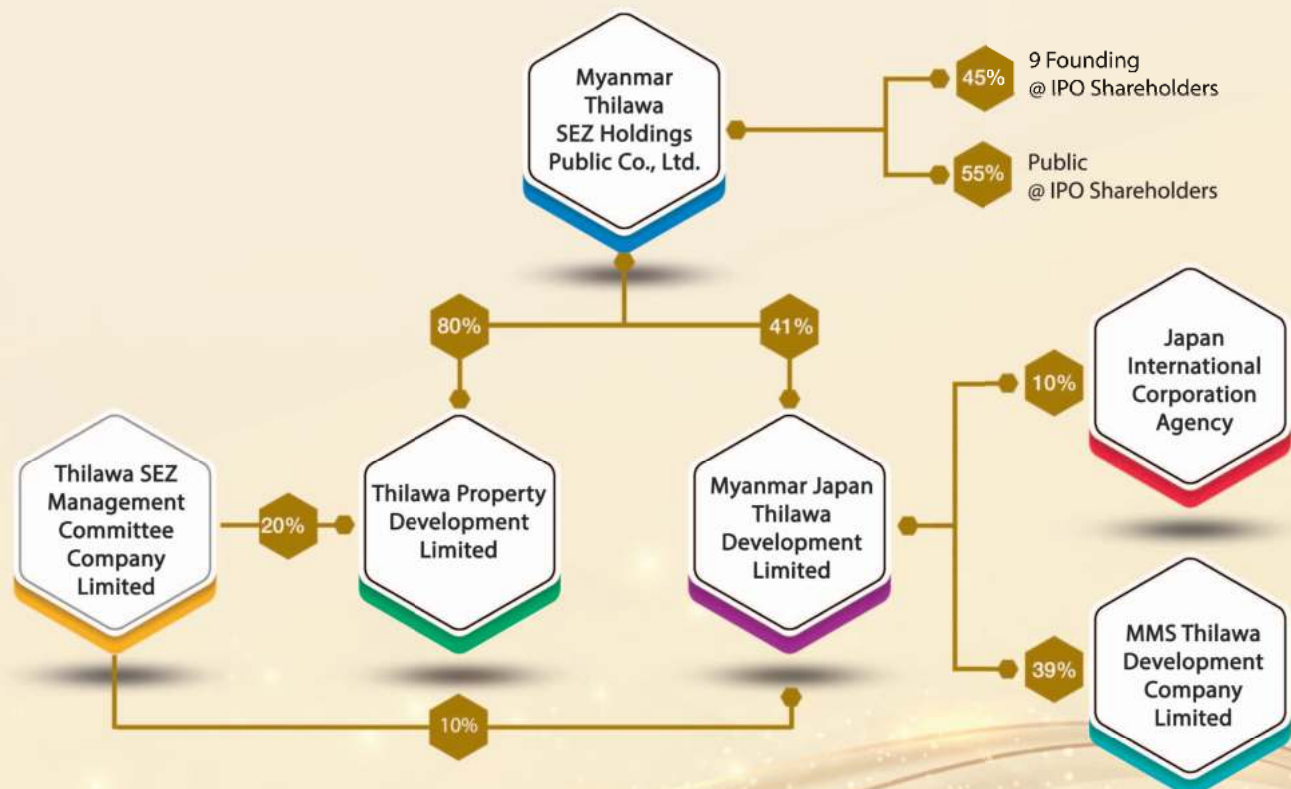 Myanmar
Thilawa
SEZ Holdings
Public Co., Ltd.
45%
9 Founding
@ IPO Shareholders
55%
Public
@ IPO Shareholders
80%
41%
Japan
International
Corporation
Agency
10%
Thilawa SEZ
Management
Committee
Company
Limited
20%
Thilawa Property
Development
Limited
Myanmar Japan
Thilawa
Development
Limited
39%
MMS Thilawa
Development
Company
Limited
10%